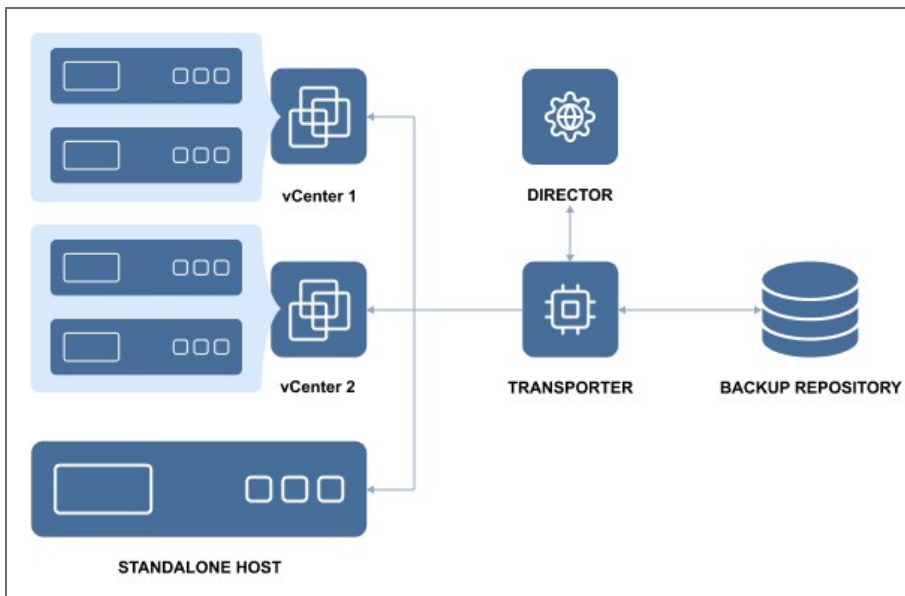 vCenter 1
DIRECTOR
vCenter 2
TRANSPORTER
BACKUP REPOSITORY
STANDALONE HOST